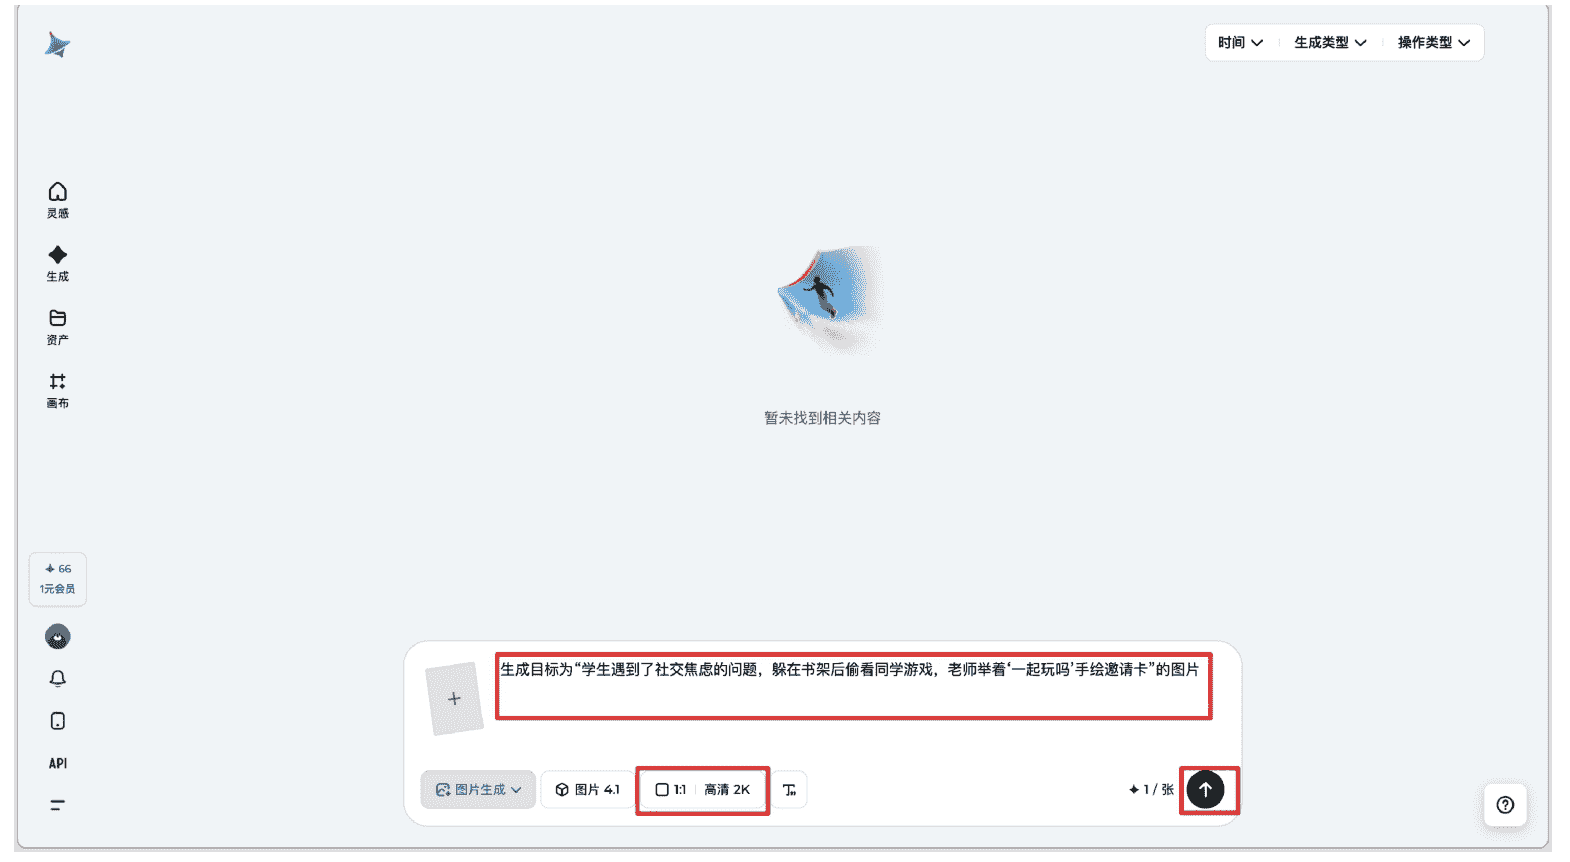 时间 生成类型 操作类型
灵感
生成
资产
画布
暂未找到相关内容
66
1元会员
API
生成目标为“学生遇到了社交焦虑的问题，躲在书架后偷看同学游戏，老师举着‘一起玩吗’手绘邀请卡”的图片
图片生成 图片 4.1 1:1 高清 2K 1 / 张